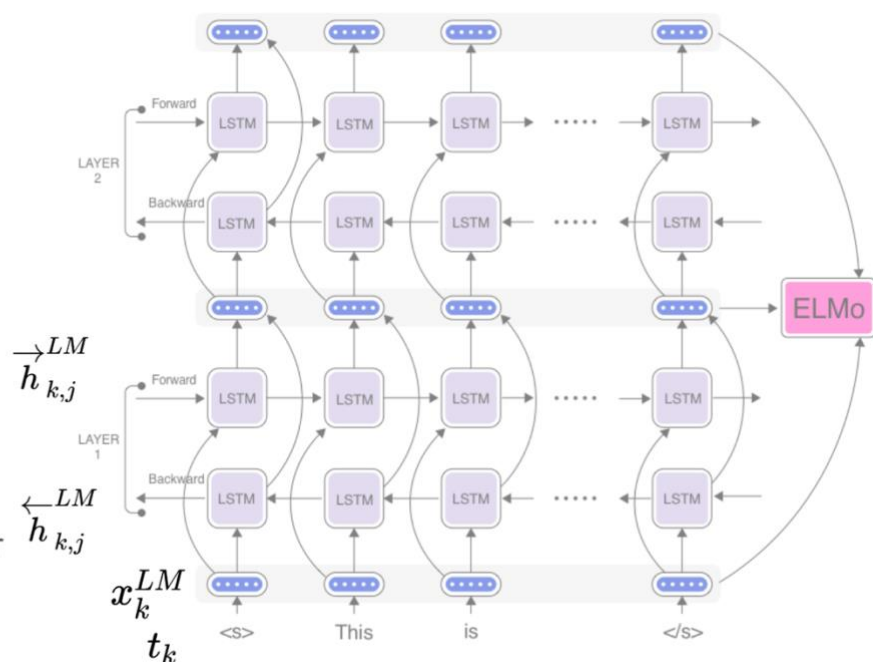 Forward
LSTM LSTM LSTM ····· LSTM
LAYER
2
Backward
LSTM LSTM LSTM ····· LSTM
ELMo
\overrightarrow{h}_{k,j}^{LM}
Forward
LSTM LSTM LSTM ····· LSTM
LAYER
1
Backward
LSTM LSTM LSTM ····· LSTM
\overleftarrow{h}_{k,j}^{LM}
x_k^{LM}
<s> This is </s>
t_k